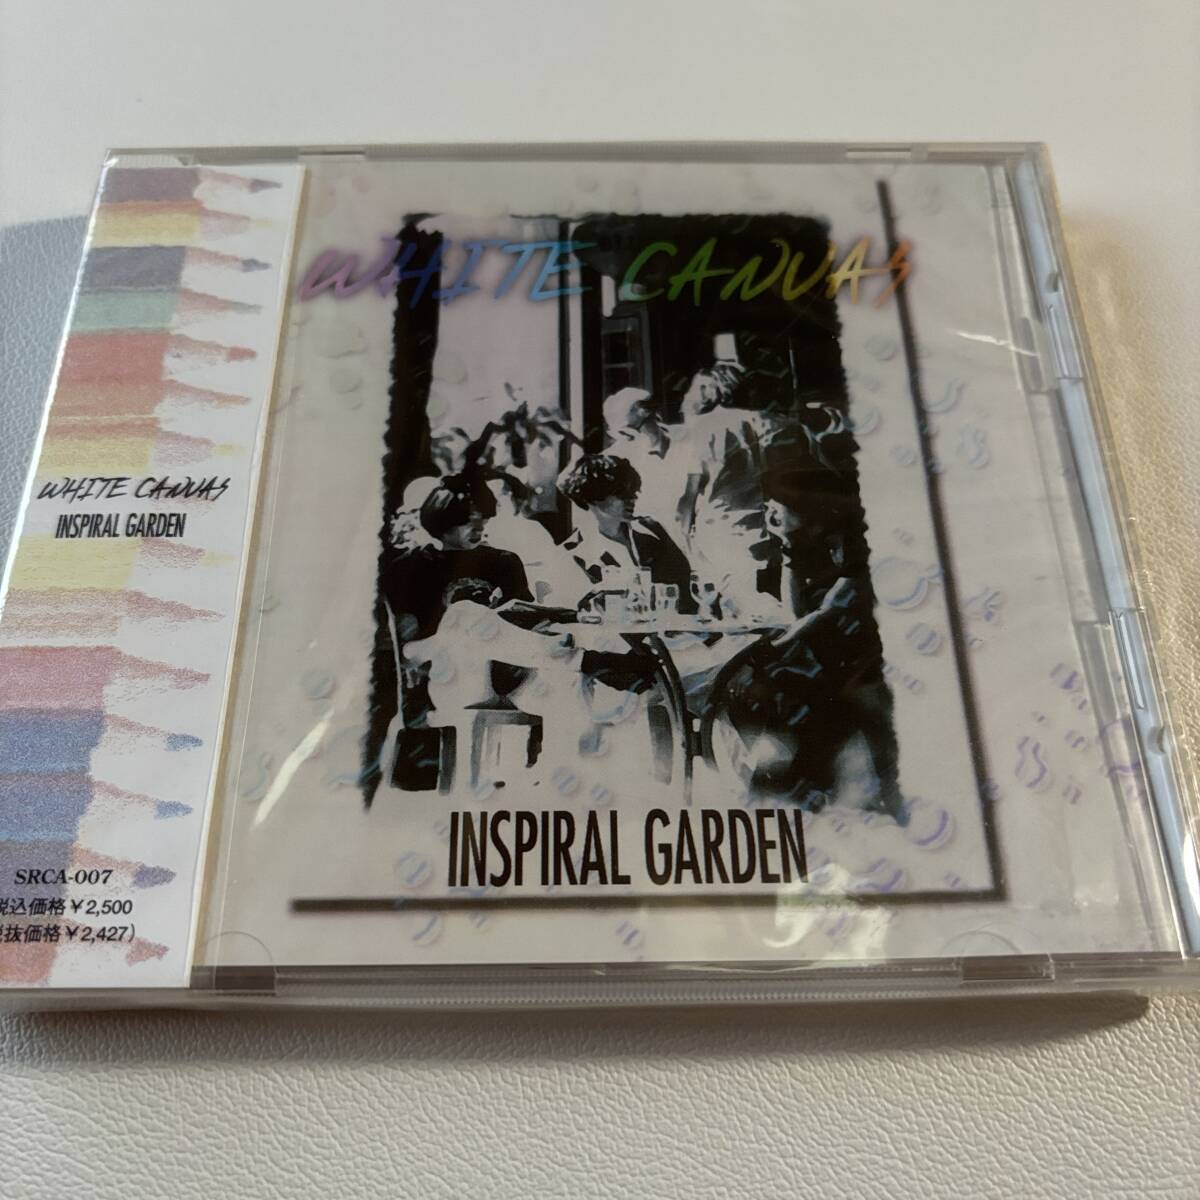 WHITE CANVAS
INSPIRAL GARDEN
SRCA-007
税込価格￥2,500
税抜価格￥2,427)
WHITE CANVAS
INSPIRAL GARDEN